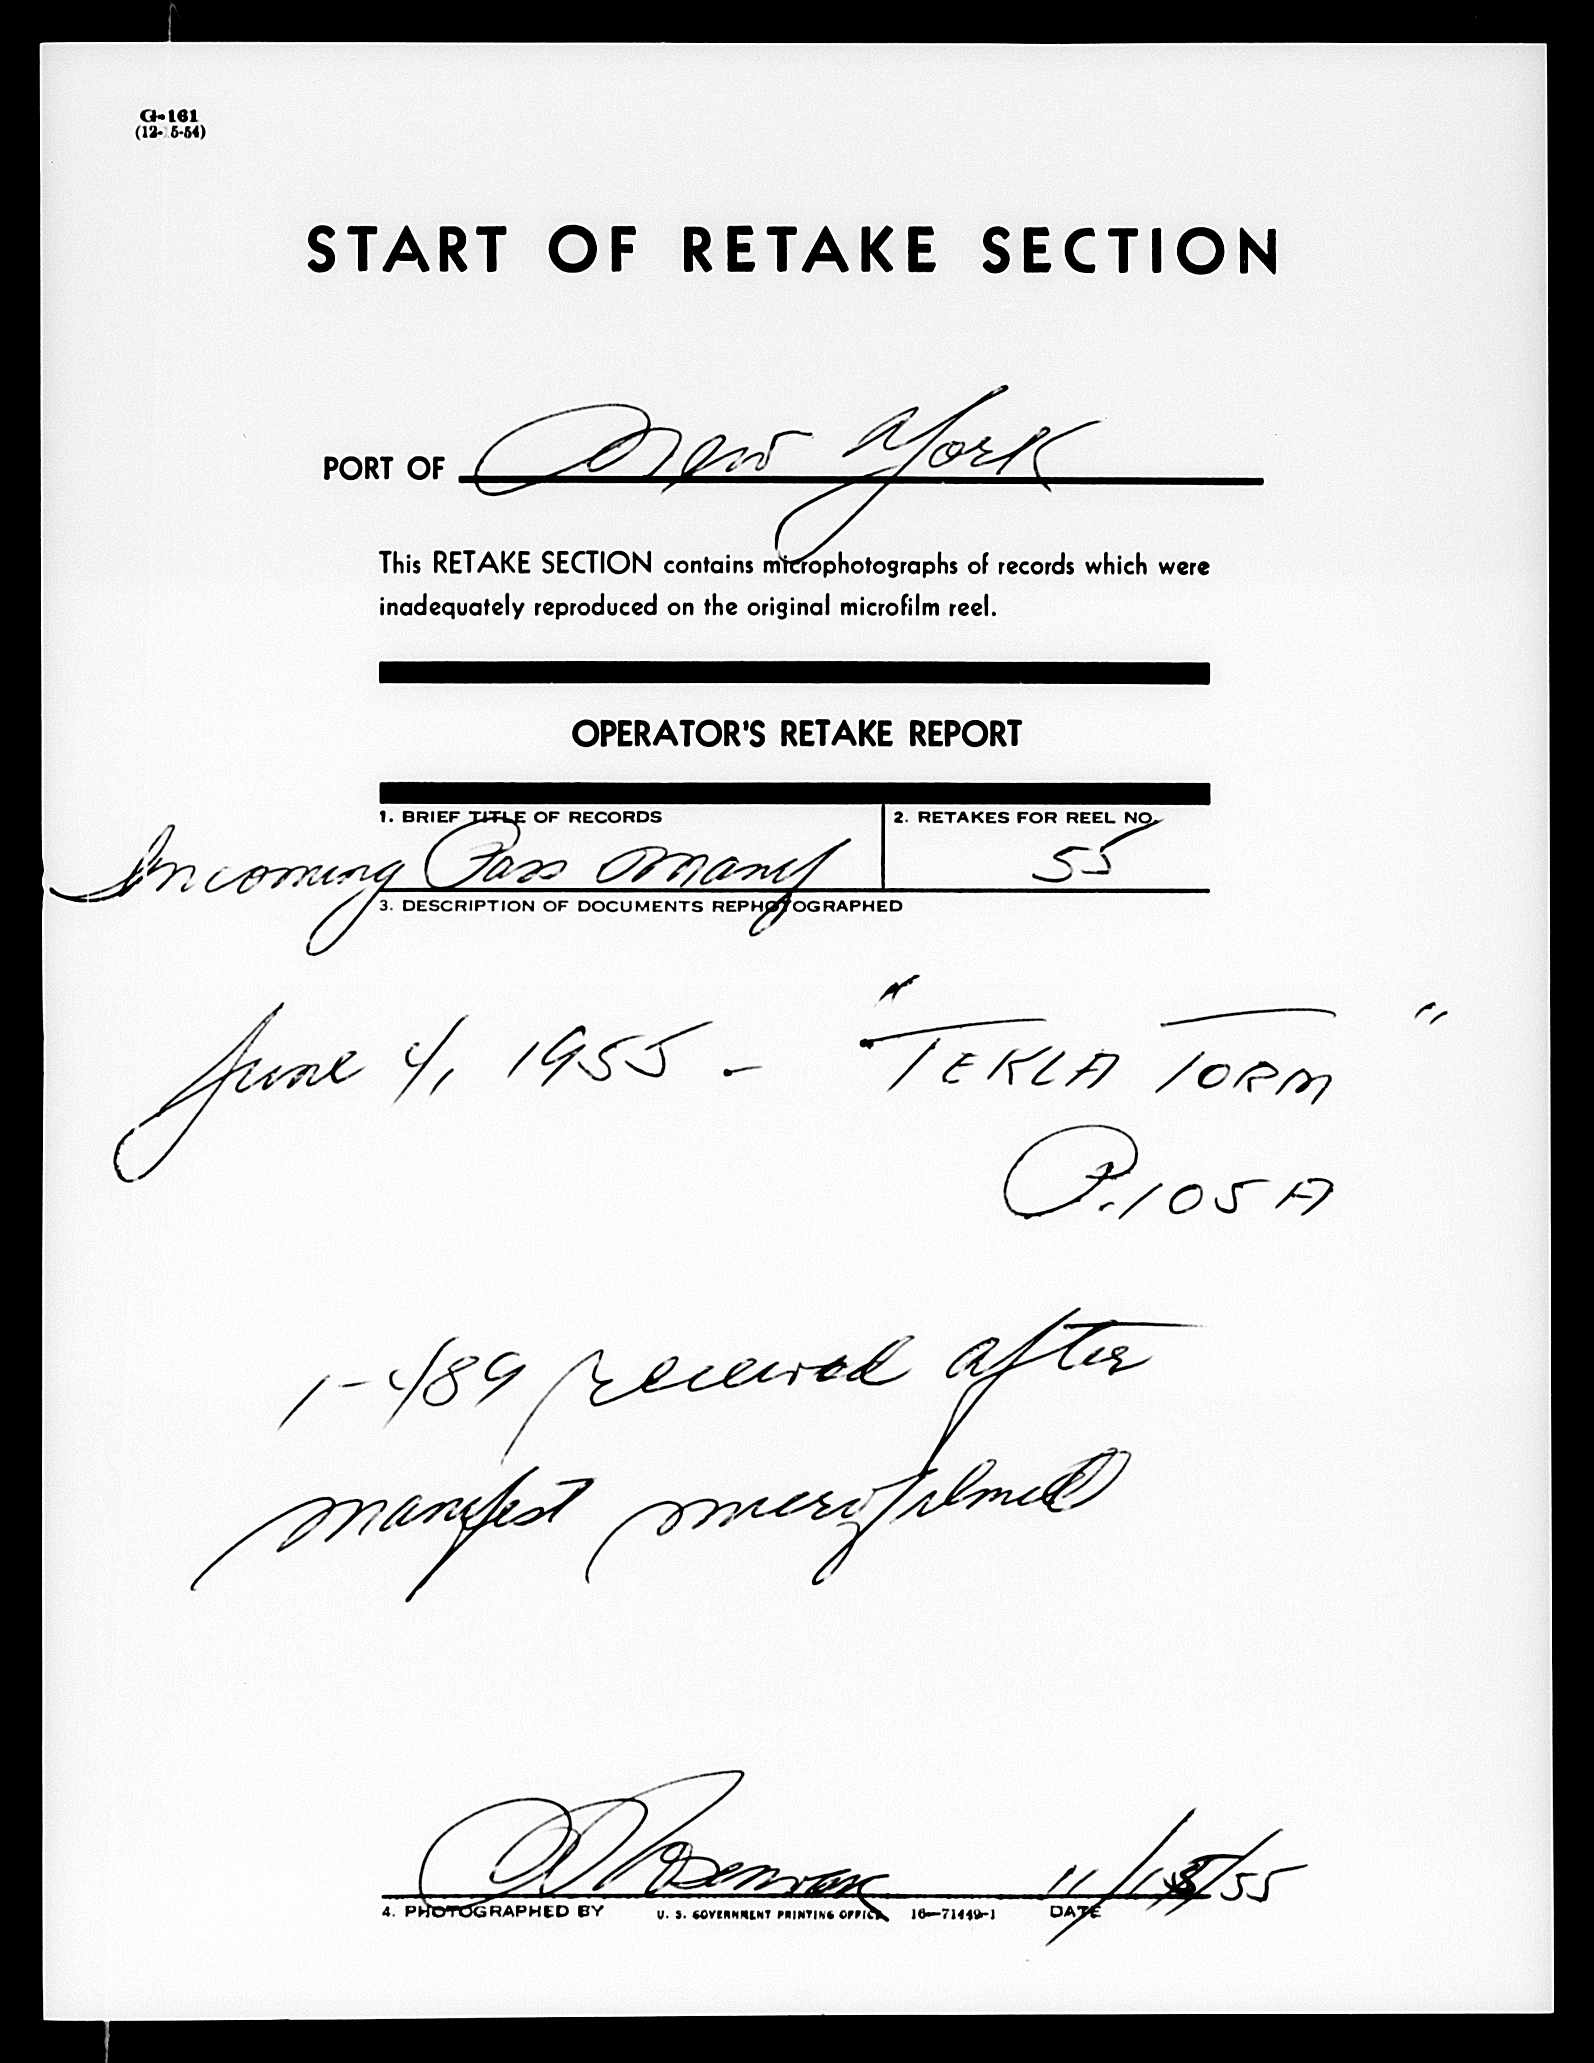 G-161
(12-15-54)
START OF RETAKE SECTION
PORT OF New York
This RETAKE SECTION contains microphotographs of records which were
inadequately reproduced on the original microfilm reel.
OPERATOR'S RETAKE REPORT
1. BRIEF TITLE OF RECORDS
Incoming Pass Manif
2. RETAKES FOR REEL NO.
55
3. DESCRIPTION OF DOCUMENTS REPHOTOGRAPHED
June 4, 1955 - "TEKLA TORM"
P. 105A
1-489 received after
manifest microfilmed
11/15/55
4. PHOTOGRAPHED BY
U. S. GOVERNMENT PRINTING OFFICE 16—71449-1
DATE